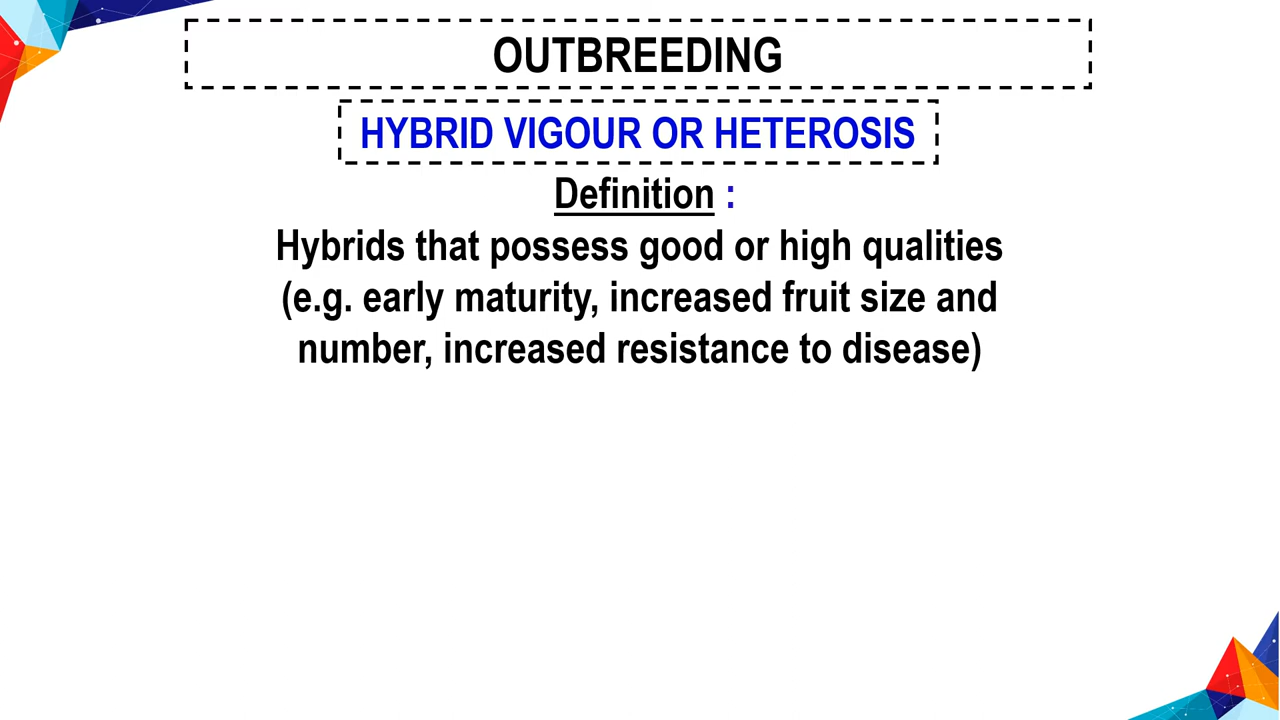 OUTBREEDING
HYBRID VIGOUR OR HETEROSIS
Definition :
Hybrids that possess good or high qualities
(e.g. early maturity, increased fruit size and
number, increased resistance to disease)